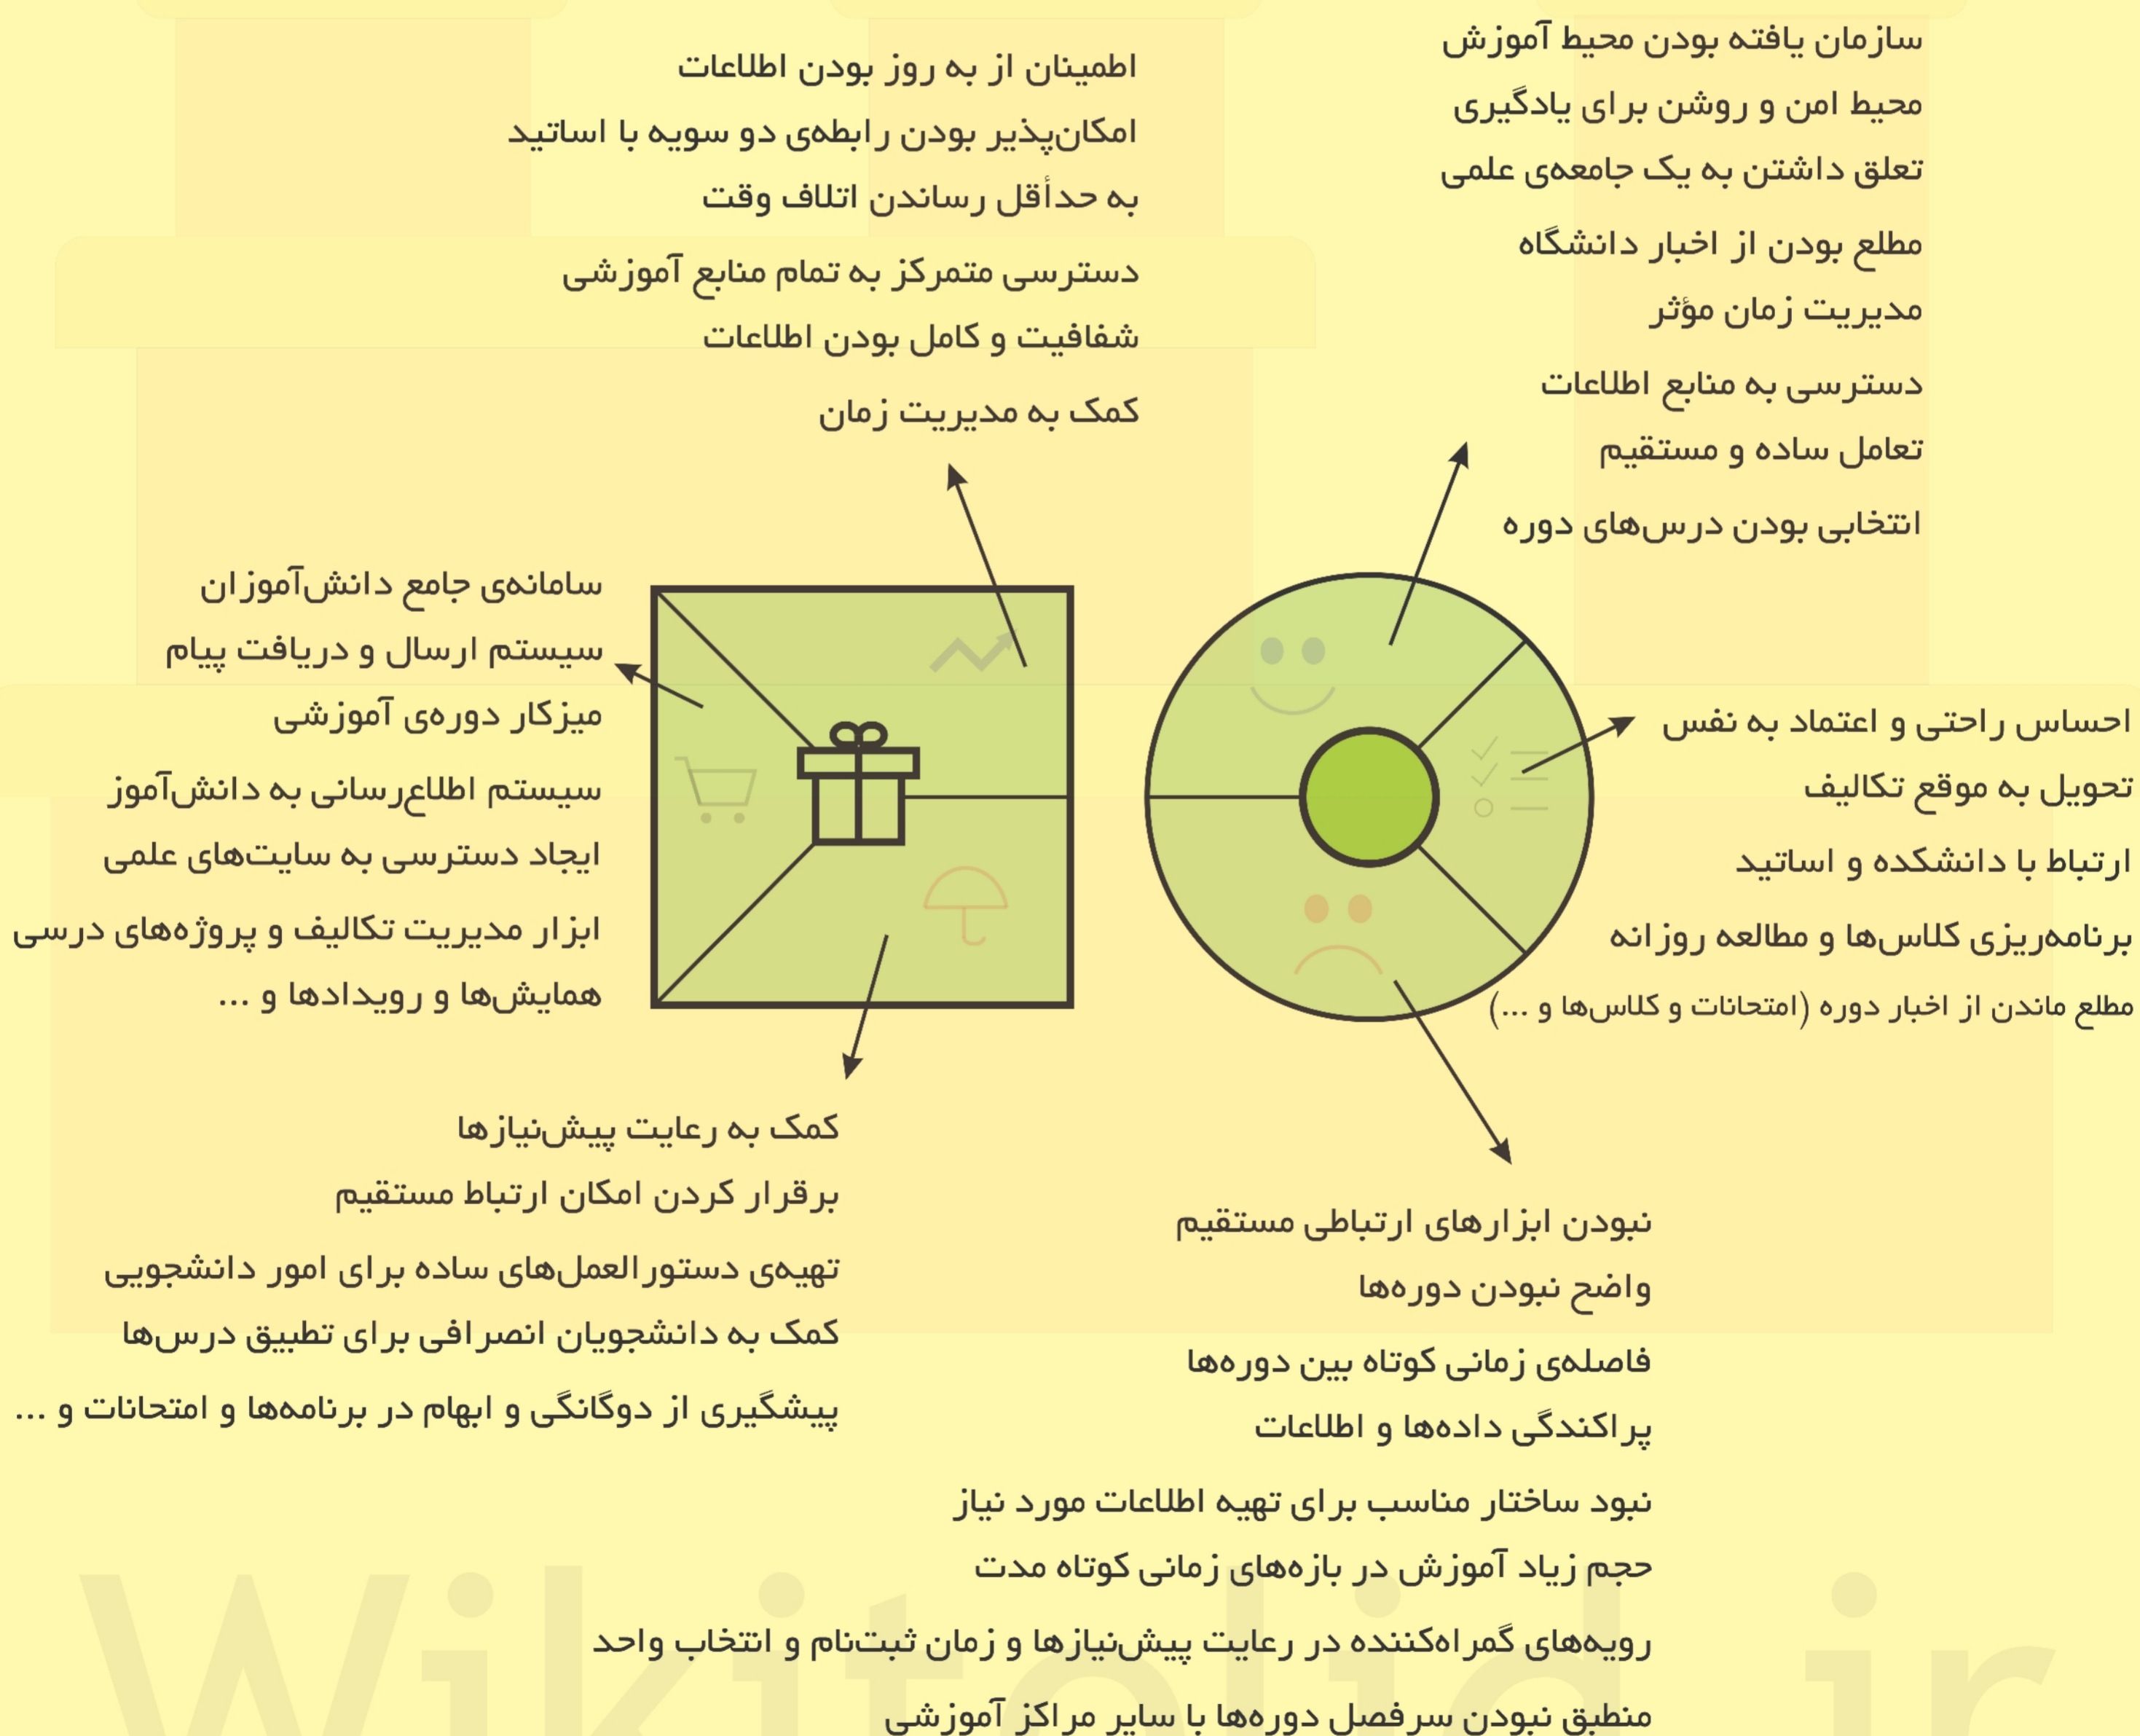 سازمان یافته بودن محیط آموزش
محیط امن و روشن برای یادگیری
تعلق داشتن به یک جامعه‌ی علمی
مطلع بودن از اخبار دانشگاه
مدیریت زمان مؤثر
دسترسی به منابع اطلاعات
تعامل ساده و مستقیم
انتخابی بودن درس‌های دوره
اطمینان از به روز بودن اطلاعات
امکان‌پذیر بودن رابطه‌ی دو سویه با اساتید
به حدأقل رساندن اتلاف وقت
دسترسی متمرکز به تمام منابع آموزشی
شفافیت و کامل بودن اطلاعات
کمک به مدیریت زمان
احساس راحتی و اعتماد به نفس
تحویل به موقع تکالیف
ارتباط با دانشکده و اساتید
برنامه‌ریزی کلاس‌ها و مطالعه روزانه
مطلع ماندن از اخبار دوره (امتحانات و کلاس‌ها و ...)
سامانه‌ی جامع دانش‌آموزان
سیستم ارسال و دریافت پیام
میزکار دوره‌ی آموزشی
سیستم اطلاع‌رسانی به دانش‌آموز
ایجاد دسترسی به سایت‌های علمی
ابزار مدیریت تکالیف و پروژه‌های درسی
همایش‌ها و رویدادها و ...
نبودن ابزارهای ارتباطی مستقیم
واضح نبودن دوره‌ها
فاصله‌ی زمانی کوتاه بین دوره‌ها
پراکندگی داده‌ها و اطلاعات
نبود ساختار مناسب برای تهیه اطلاعات مورد نیاز
حجم زیاد آموزش در بازه‌های زمانی کوتاه مدت
رویه‌های گمراه‌کننده در رعایت پیش‌نیازها و زمان ثبت‌نام و انتخاب واحد
منطبق نبودن سرفصل دوره‌ها با سایر مراکز آموزشی
کمک به رعایت پیش‌نیازها
برقرار کردن امکان ارتباط مستقیم
تهیه‌ی دستورالعمل‌های ساده برای امور دانشجویی
کمک به دانشجویان انصرافی برای تطبیق درس‌ها
پیشگیری از دوگانگی و ابهام در برنامه‌ها و امتحانات و ...
Wikitolid.ir